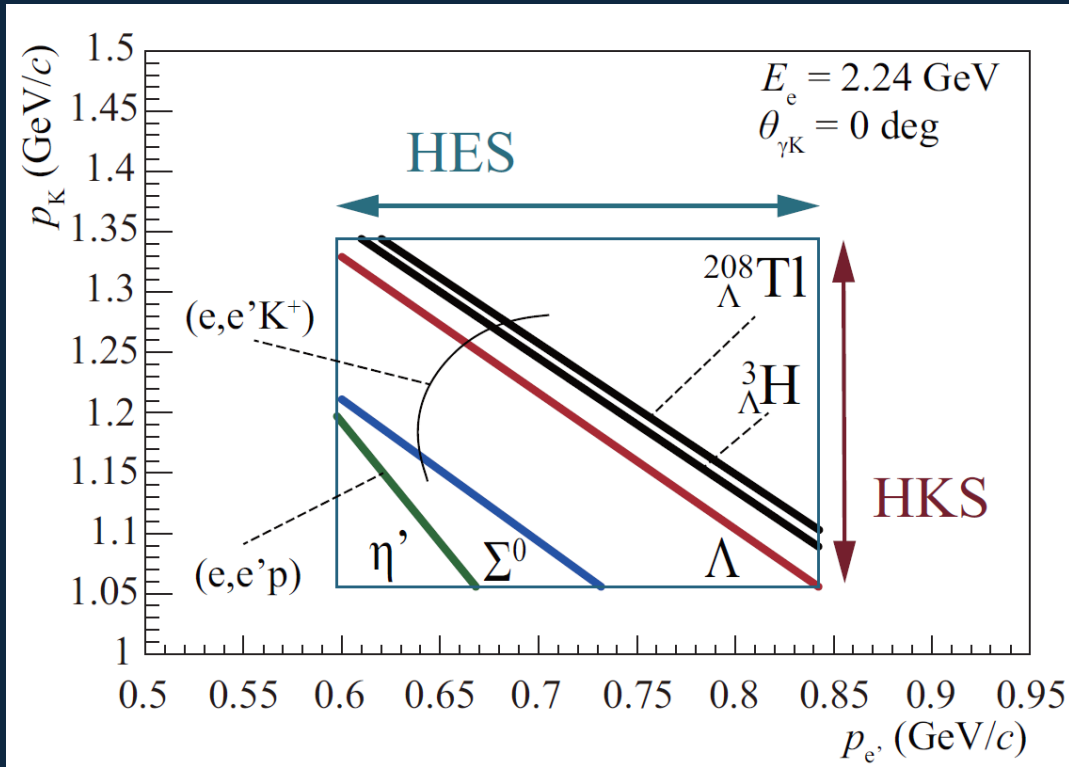 E_e = 2.24 GeV
θ_γK = 0 deg
HES
p_K (GeV/c)
1.5
1.45
1.4
1.35
1.3
1.25
1.2
1.15
1.1
1.05
1
(e,e’K⁺)
²⁰⁸_ΛTl
³_ΛH
HKS
(e,e’p)
η’
Σ⁰
Λ
0.5 0.55 0.6 0.65 0.7 0.75 0.8 0.85 0.9 0.95
p_e’ (GeV/c)